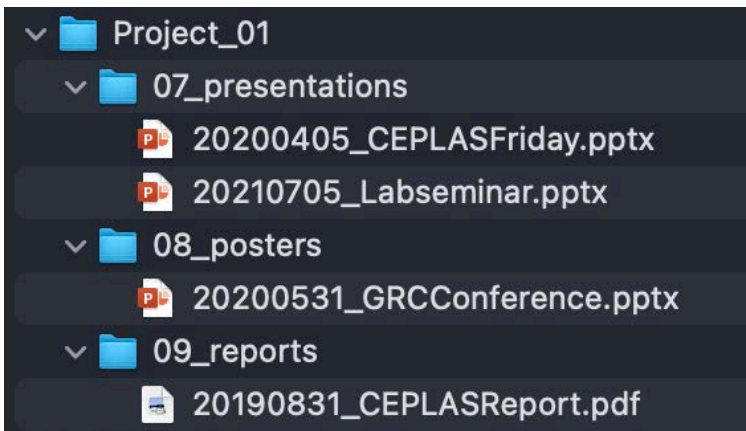 Project_01
07_presentations
20200405_CEPLASFriday.pptx
20210705_Labseminar.pptx
08_posters
20200531_GRCConference.pptx
09_reports
20190831_CEPLASReport.pdf